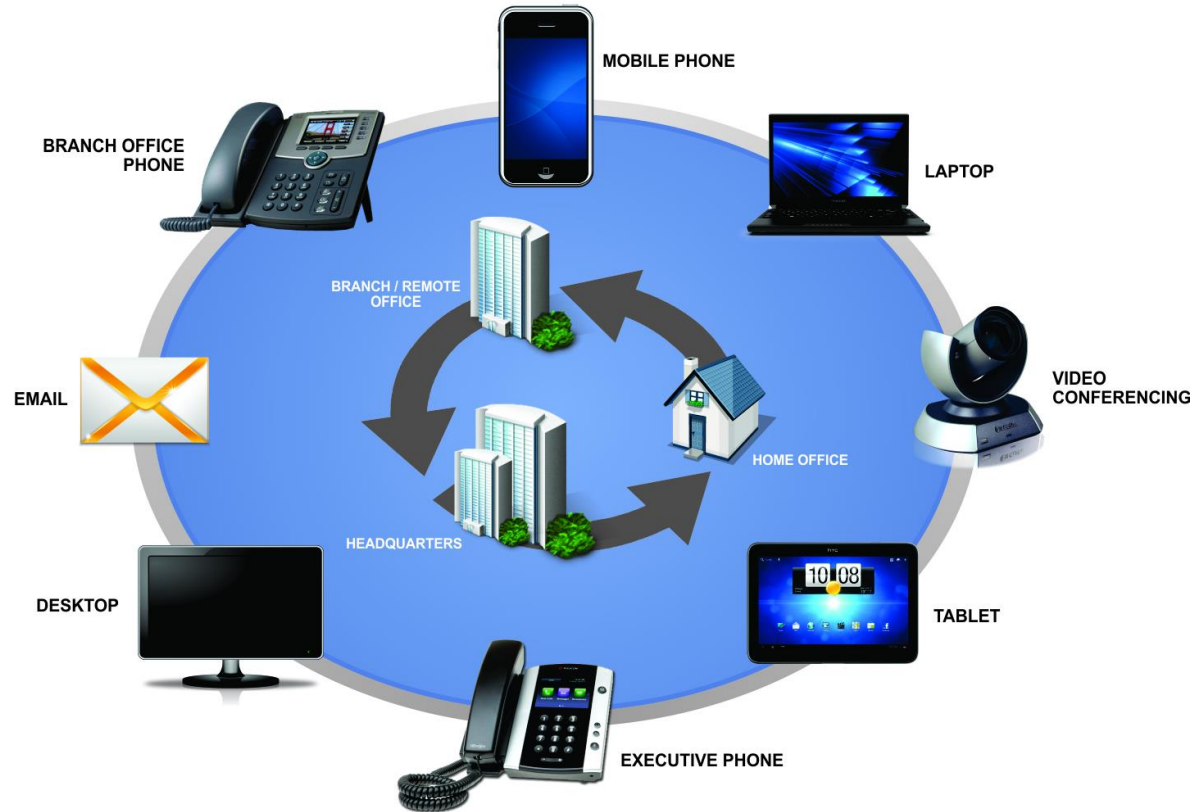 MOBILE PHONE
BRANCH OFFICE
PHONE
LAPTOP
BRANCH / REMOTE
OFFICE
EMAIL
VIDEO
CONFERENCING
HOME OFFICE
HEADQUARTERS
DESKTOP
10 08
TABLET
EXECUTIVE PHONE